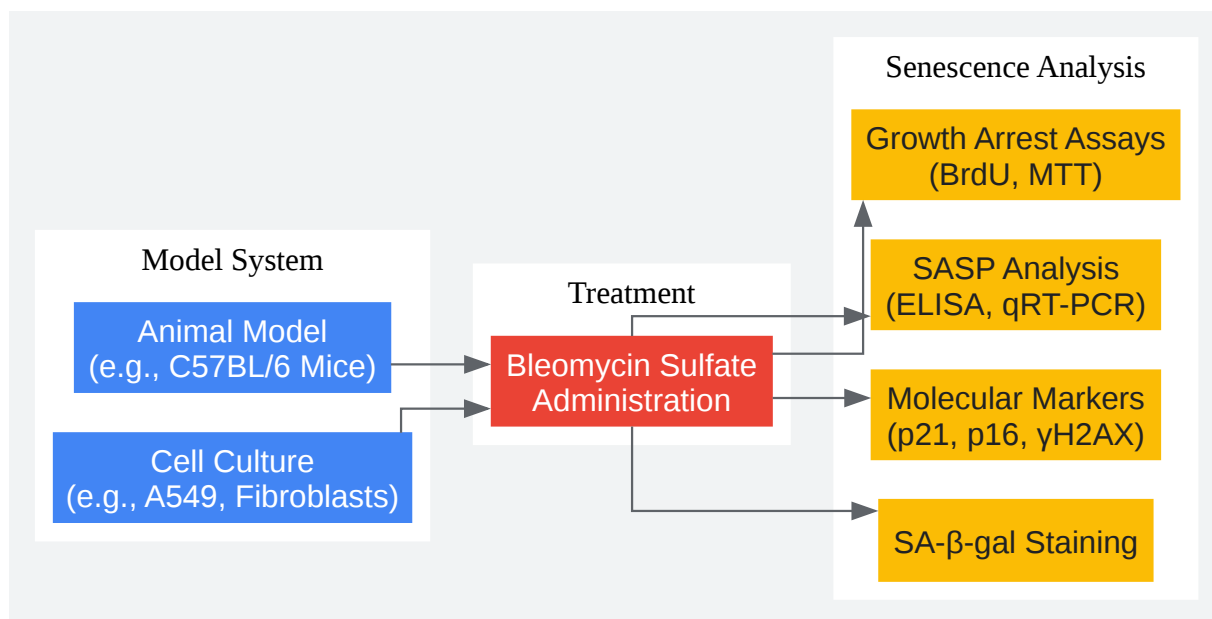 Model System
Animal Model
(e.g., C57BL/6 Mice)
Cell Culture
(e.g., A549, Fibroblasts)
Treatment
Bleomycin Sulfate
Administration
Senescence Analysis
Growth Arrest Assays
(BrdU, MTT)
SASP Analysis
(ELISA, qRT-PCR)
Molecular Markers
(p21, p16, γH2AX)
SA-β-gal Staining